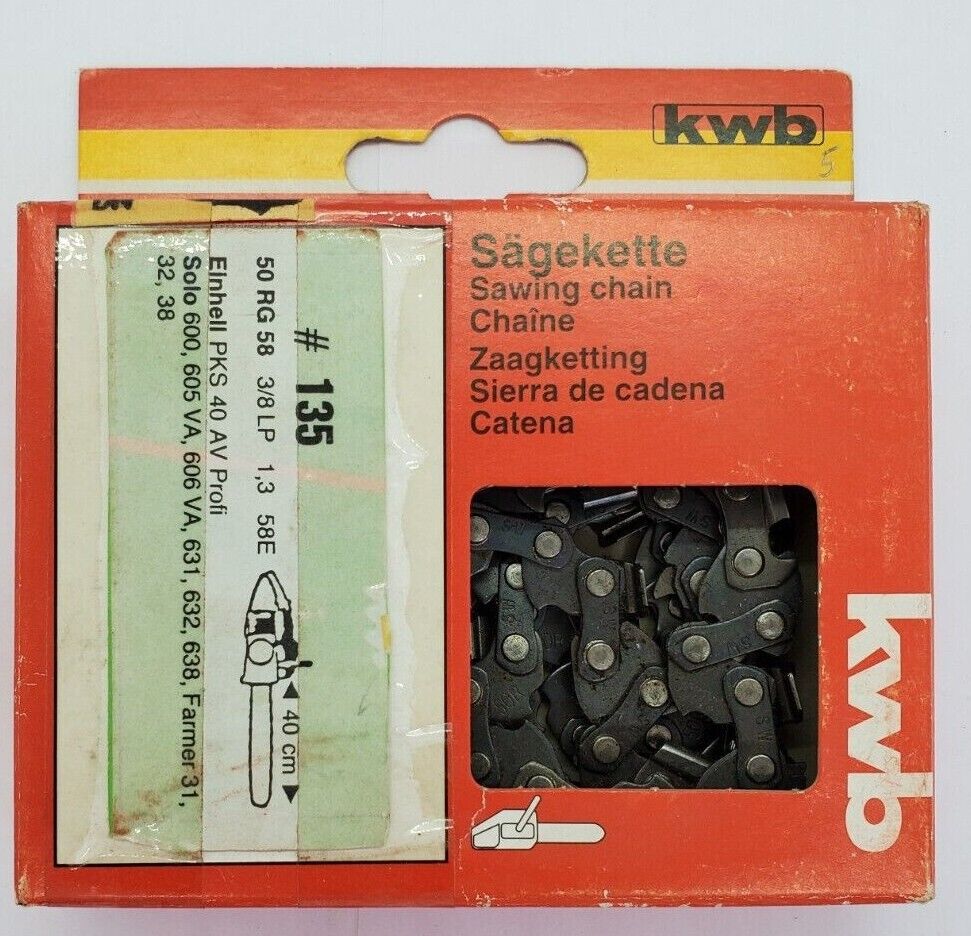 kwb
5
Sägekette
Sawing chain
Chaîne
Zaagketting
Sierra de cadena
Catena
# 135
50 RG 58 3/8 LP 1,3 58E
40 cm
Einhell PKS 40 AV Profi
Solo 600, 605 VA, 606 VA, 631, 632, 638, Farmer 31,
32, 38
kwb